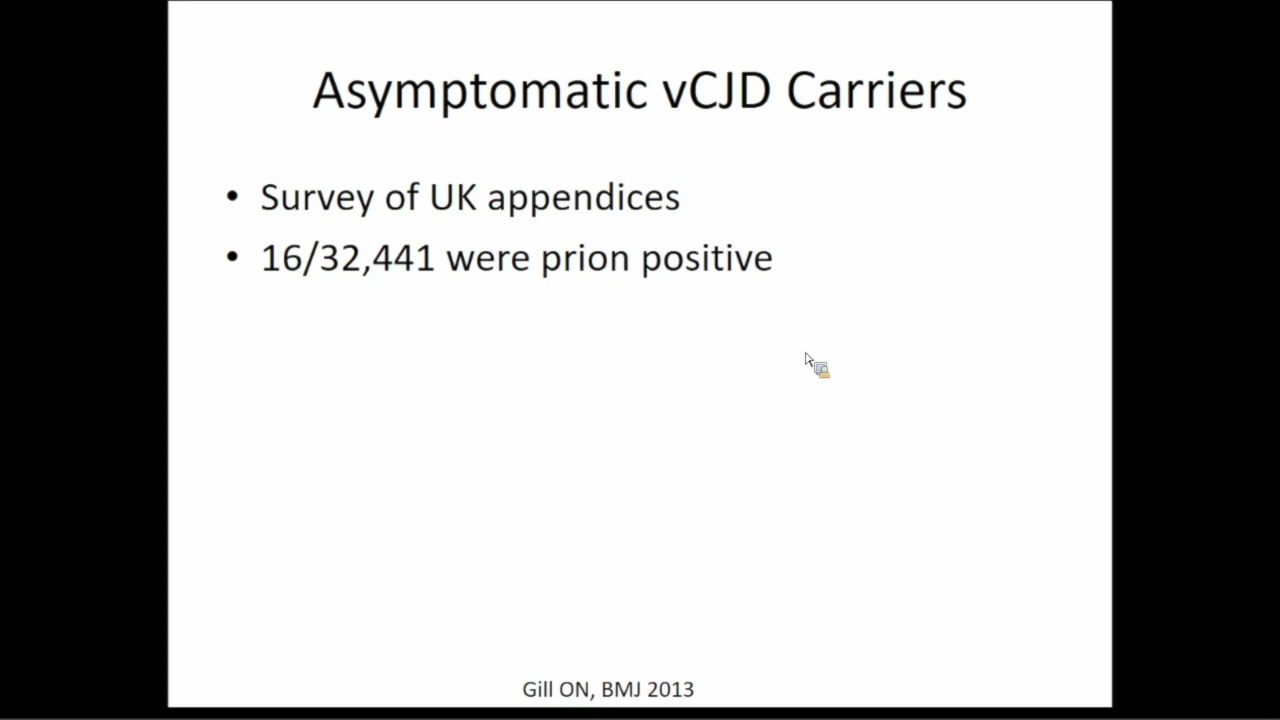 Asymptomatic vCJD Carriers
• Survey of UK appendices
• 16/32,441 were prion positive
Gill ON, BMJ 2013